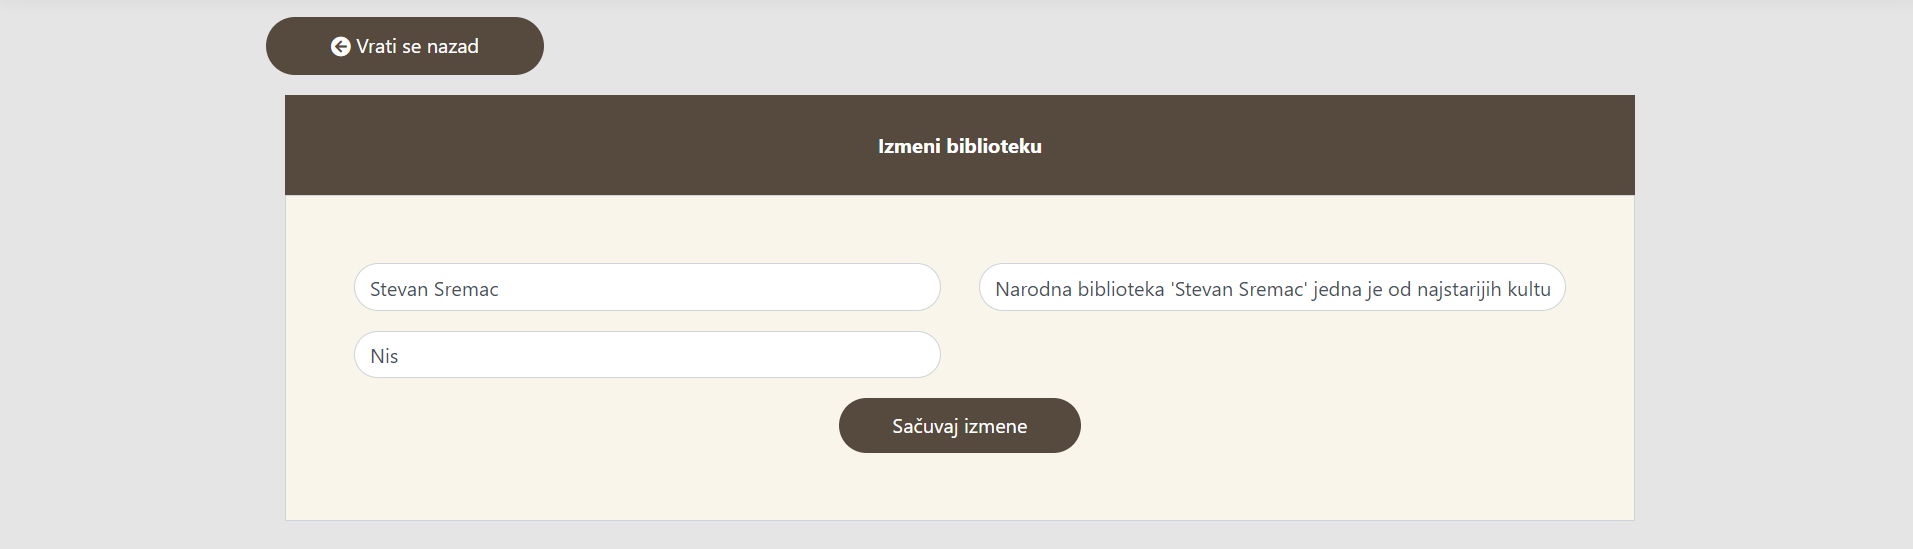 Vrati se nazad
Izmeni biblioteku
Stevan Sremac
Narodna biblioteka 'Stevan Sremac' jedna je od najstarijih kultu
Nis
Sačuvaj izmene